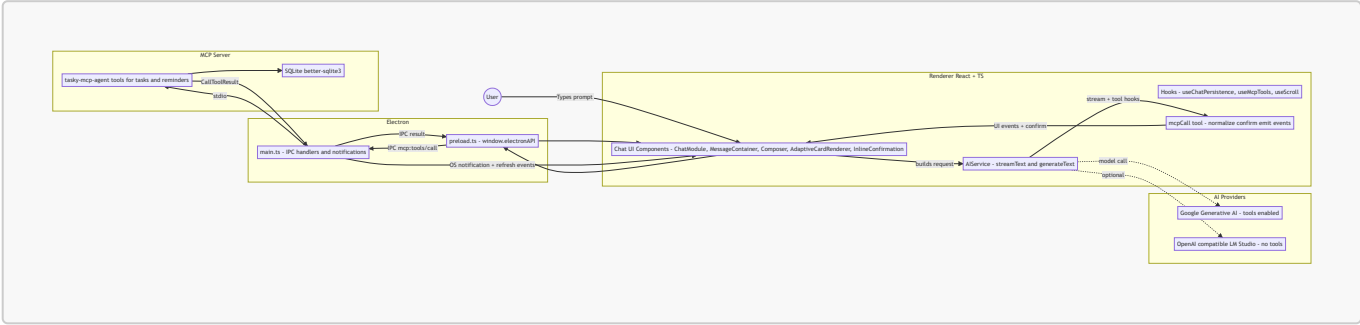 MCP Server
tasky-mcp-agent tools for tasks and reminders
SQLite better-sqlite3
CallToolResult
stdio
Electron
main.ts - IPC handlers and notifications
IPC result
IPC mcp:tools/call
preload.ts - window.electronAPI
OS notification + refresh events
User
Types prompt
Renderer React + TS
Hooks - useChatPersistence, useMcpTools, useScroll
stream + tool hooks
mcpCall tool - normalize confirm emit events
UI events + confirm
Chat UI Components - ChatModule, MessageContainer, Composer, AdaptiveCardRenderer, InlineConfirmation
builds request
AIService - streamText and generateText
model call
optional
AI Providers
Google Generative AI - tools enabled
OpenAI compatible LM Studio - no tools